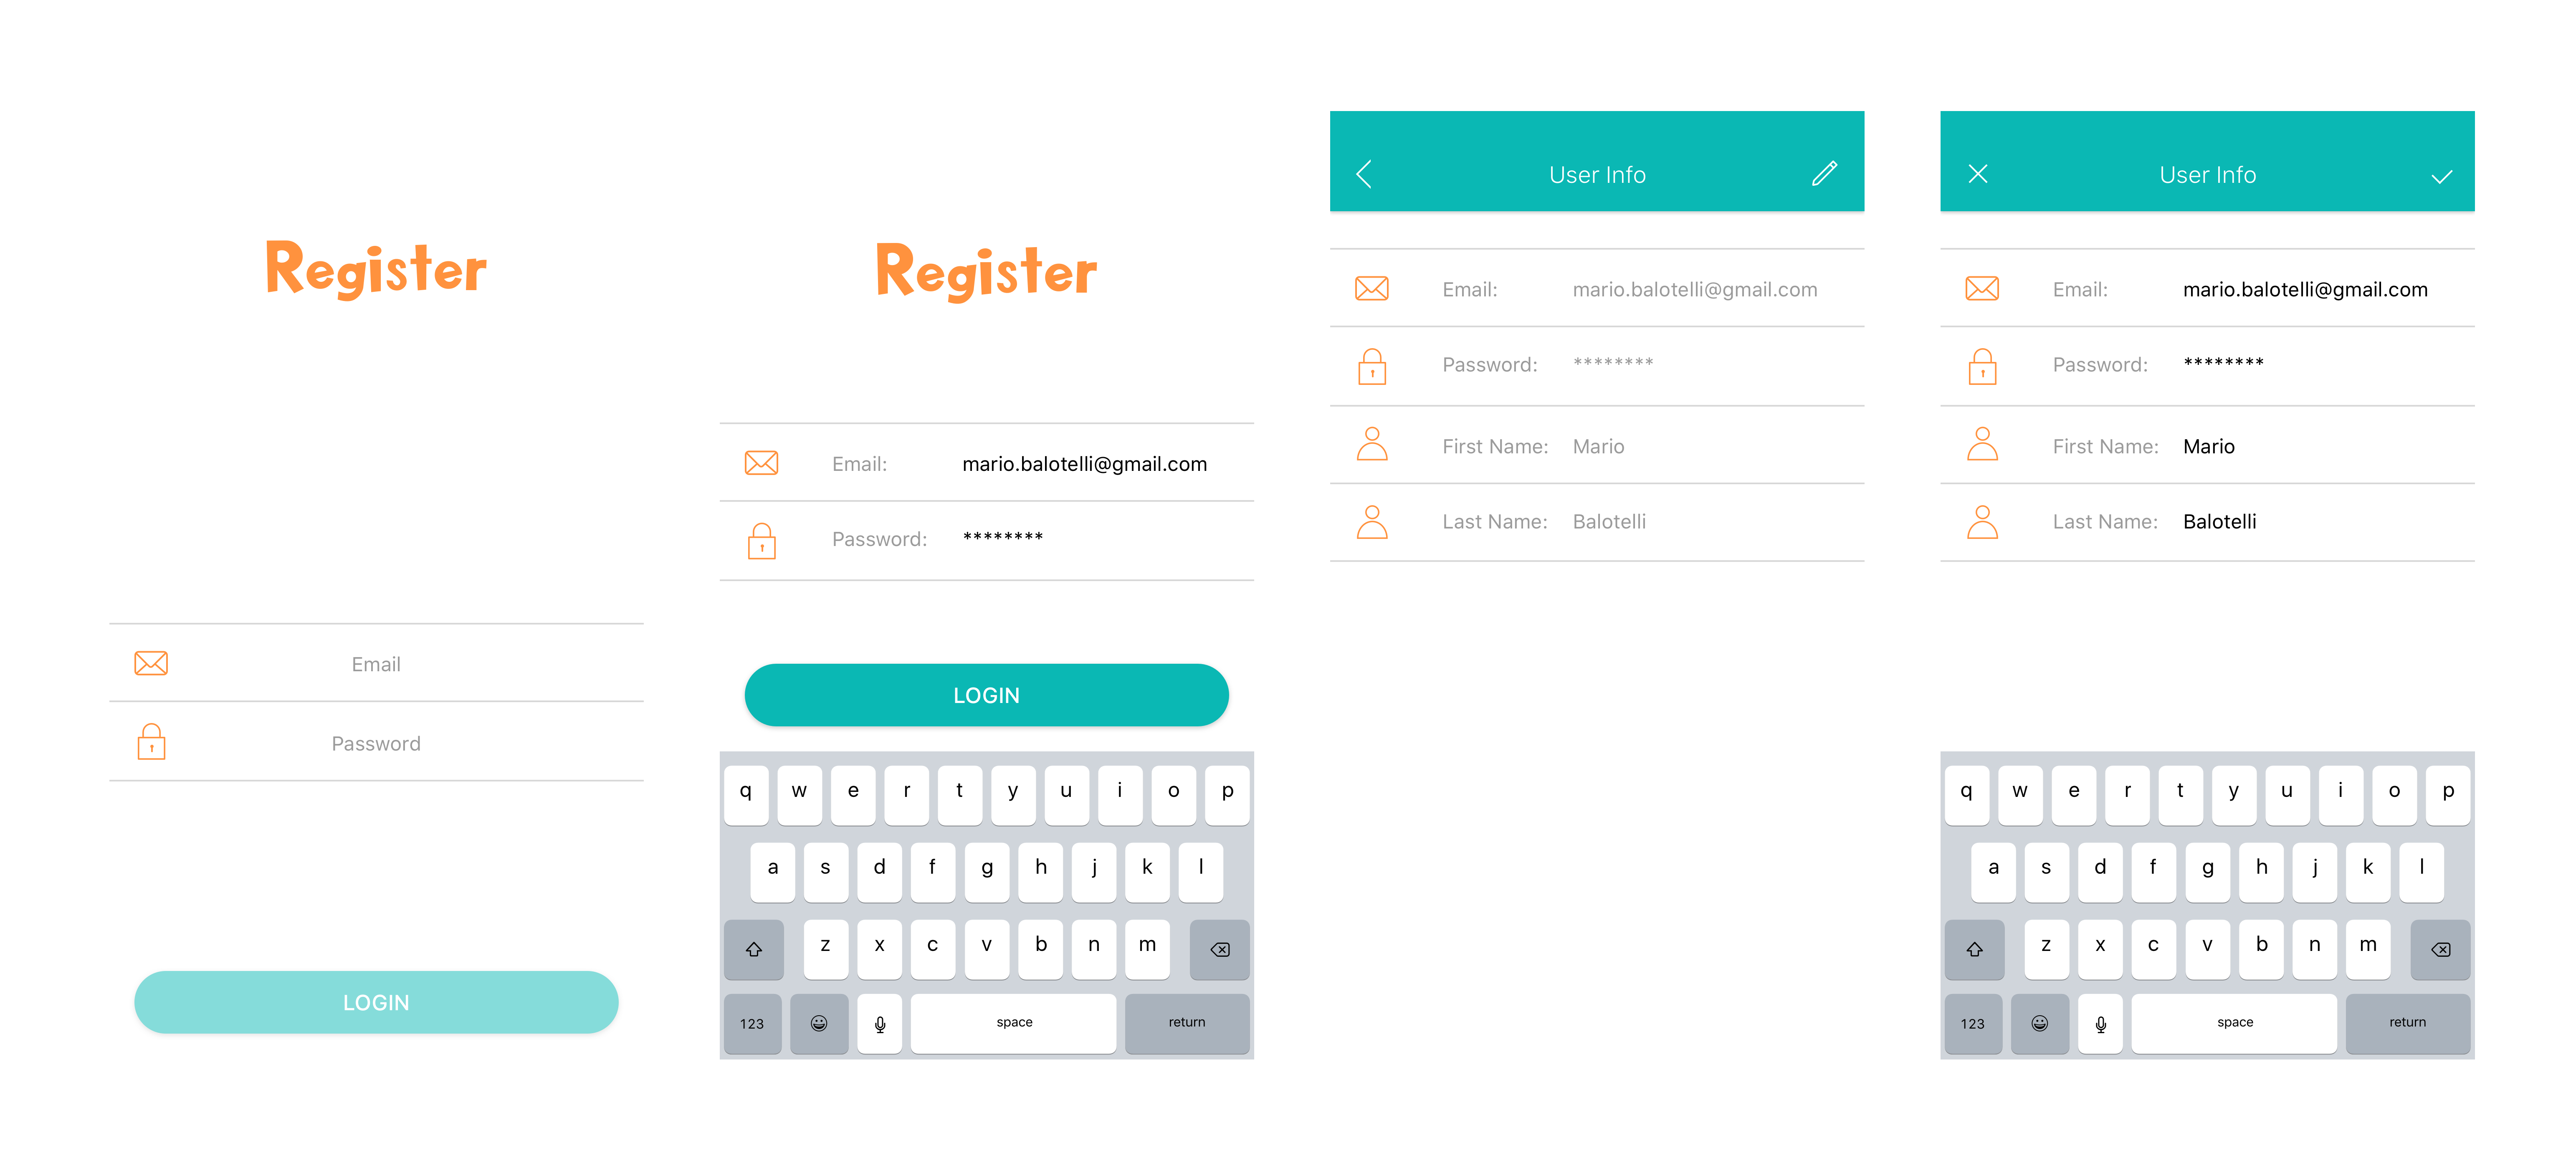 Register
Email
Password
LOGIN
Register
Email: mario.balotelli@gmail.com
Password: ********
LOGIN
q w e r t y u i o p
a s d f g h j k l
z x c v b n m
123 space return
User Info
Email: mario.balotelli@gmail.com
Password: ********
First Name: Mario
Last Name: Balotelli
User Info
Email: mario.balotelli@gmail.com
Password: ********
First Name: Mario
Last Name: Balotelli
q w e r t y u i o p
a s d f g h j k l
z x c v b n m
123 space return